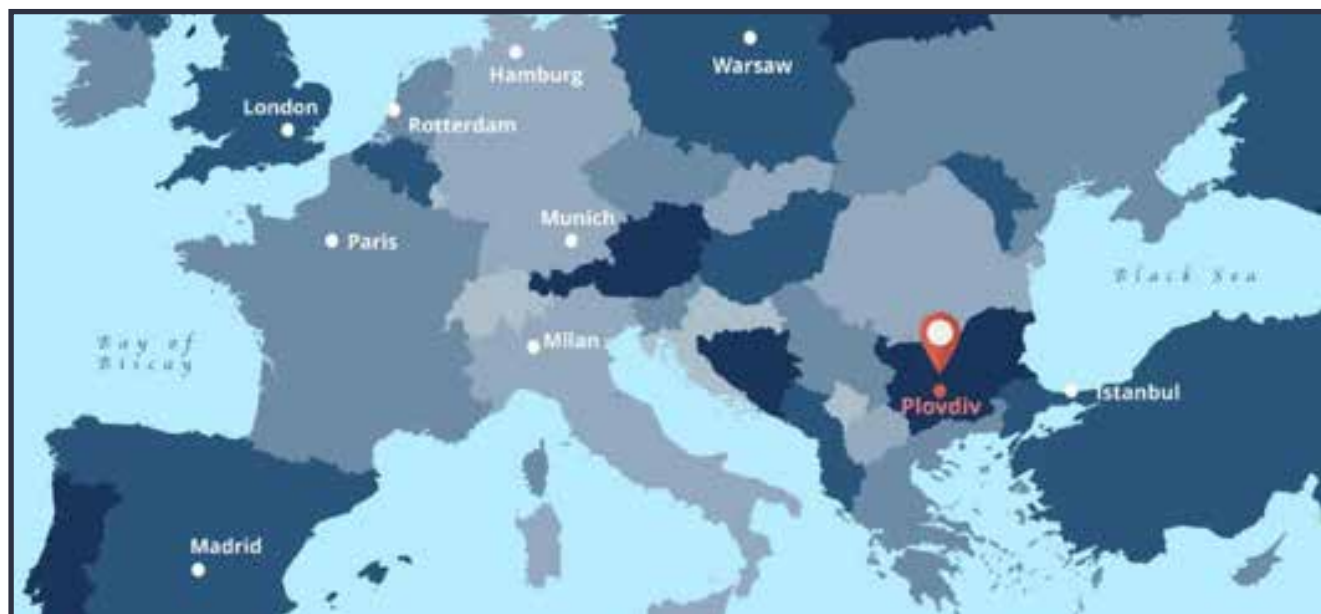 Hamburg
Warsaw
London
Rotterdam
Munich
Paris
Black Sea
Bay of
Biscay
Milan
Plovdiv
Istanbul
Madrid